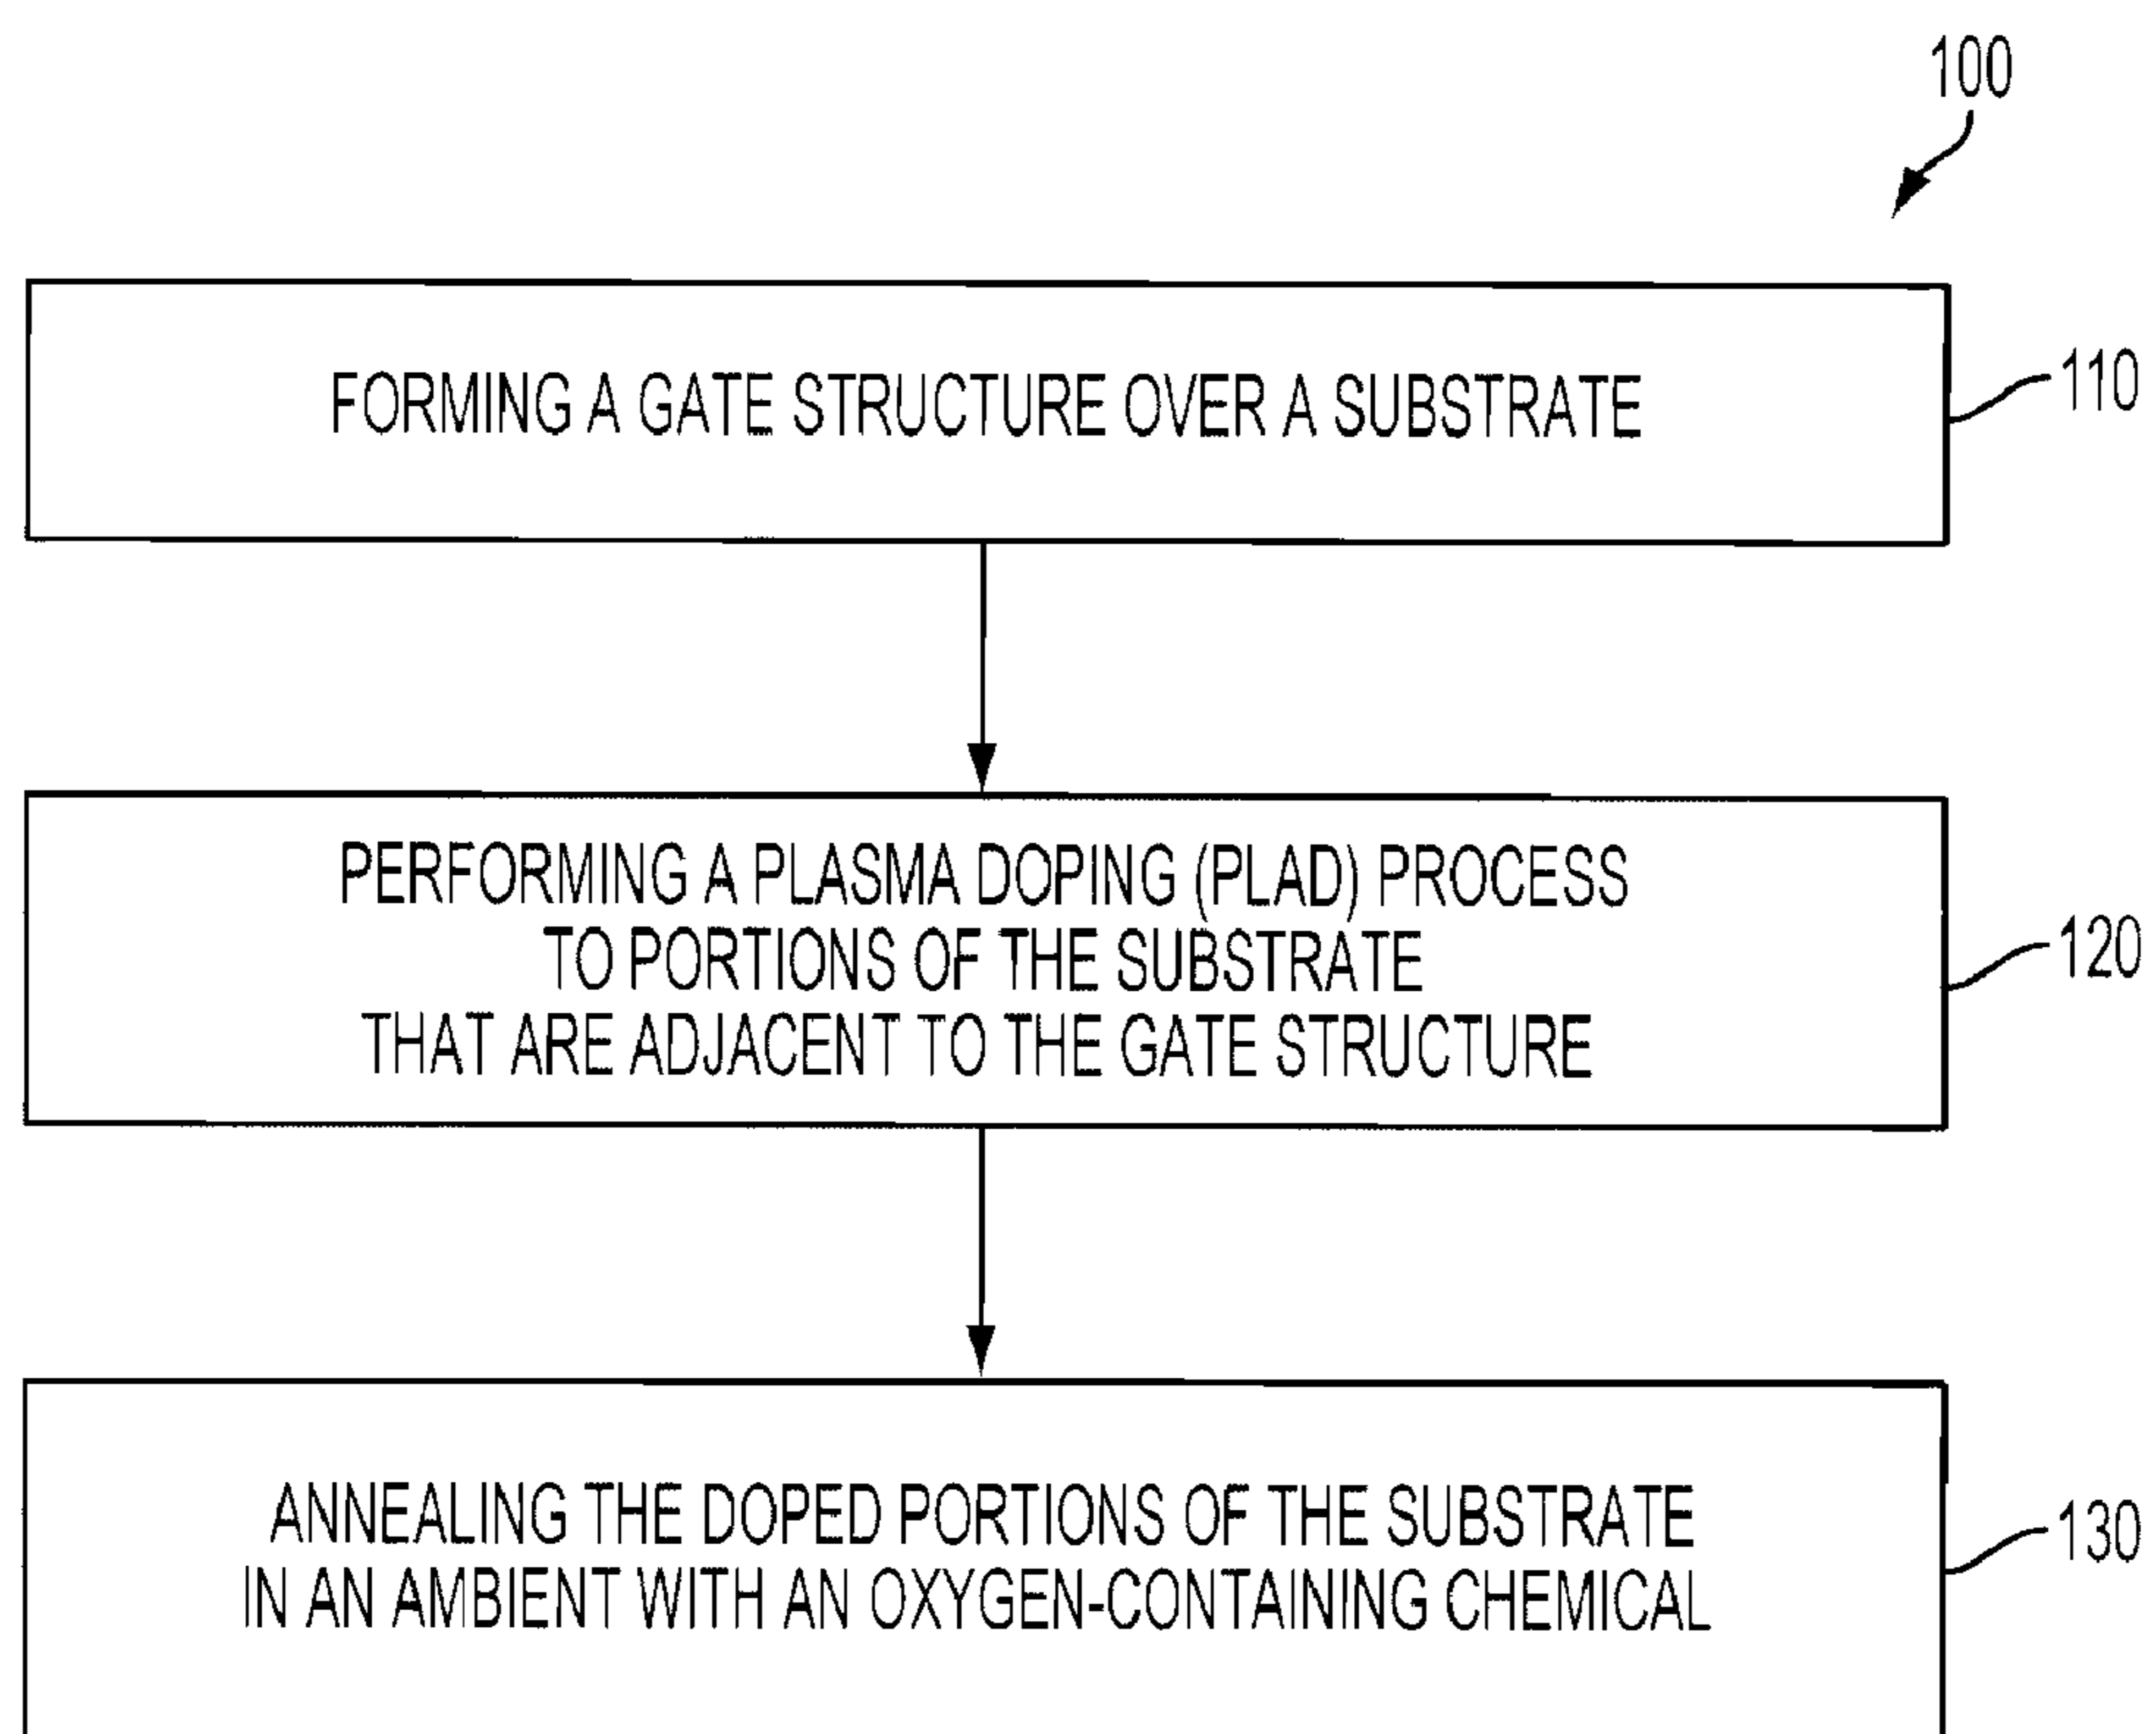 100
FORMING A GATE STRUCTURE OVER A SUBSTRATE
110
PERFORMING A PLASMA DOPING (PLAD) PROCESS
TO PORTIONS OF THE SUBSTRATE
THAT ARE ADJACENT TO THE GATE STRUCTURE
120
ANNEALING THE DOPED PORTIONS OF THE SUBSTRATE
IN AN AMBIENT WITH AN OXYGEN-CONTAINING CHEMICAL
130